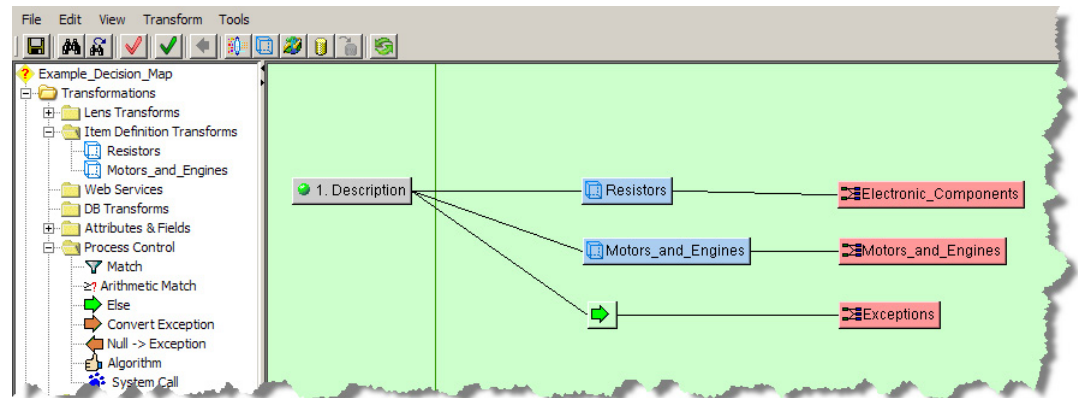 File Edit View Transform Tools
Example_Decision_Map
Transformations
Lens Transforms
Item Definition Transforms
Resistors
Motors_and_Engines
Web Services
DB Transforms
Attributes & Fields
Process Control
Match
≥? Arithmetic Match
Else
Convert Exception
Null -> Exception
Algorithm
System Call
1. Description
Resistors
Electronic_Components
Motors_and_Engines
Motors_and_Engines
Exceptions